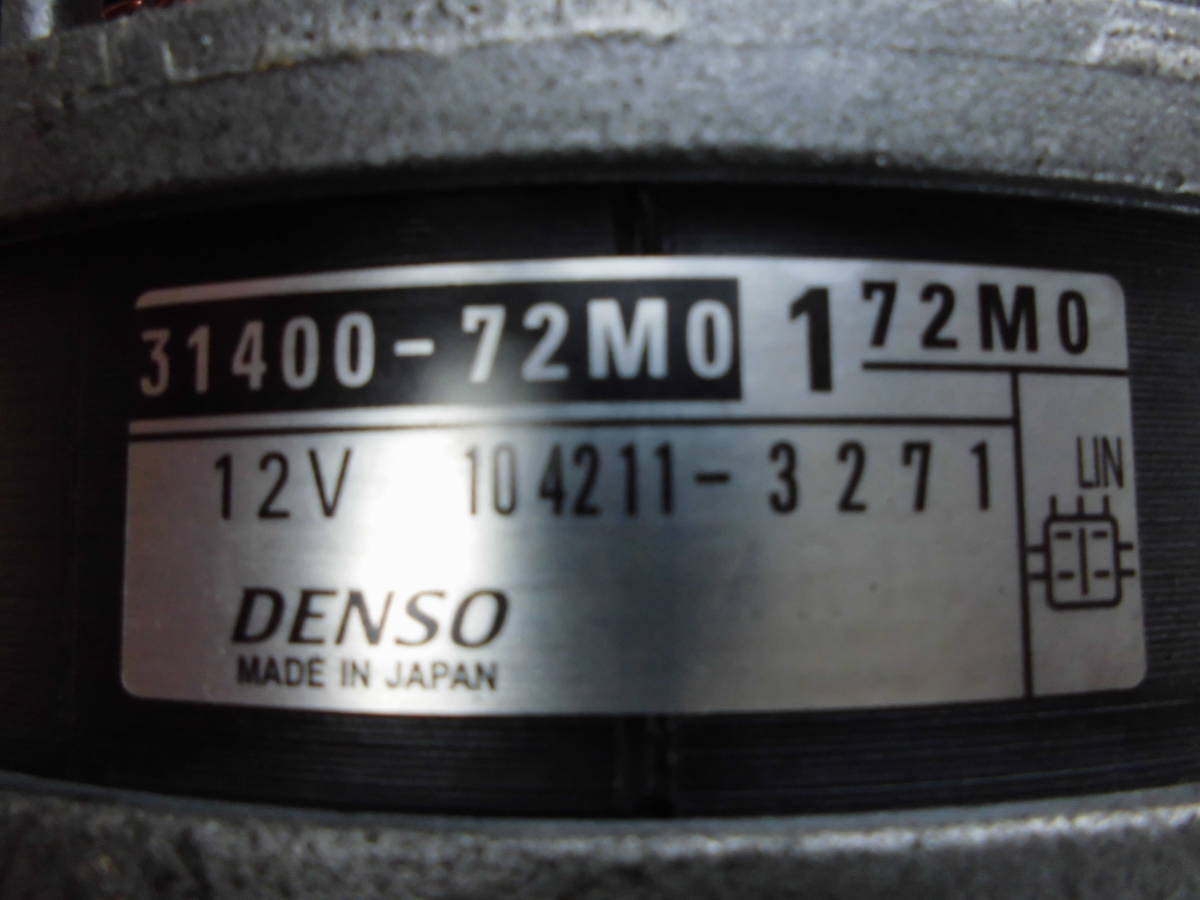 31400-72M0 1 72M0
12V 104211-3271
LIN
DENSO
MADE IN JAPAN